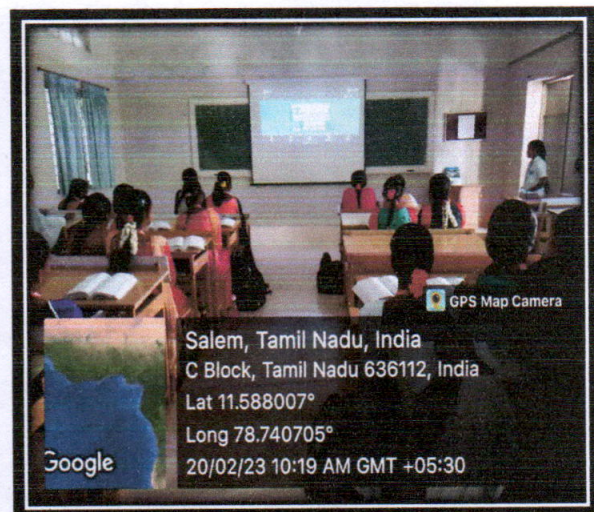 GPS Map Camera
Salem, Tamil Nadu, India
C Block, Tamil Nadu 636112, India
Lat 11.588007°
Long 78.740705°
20/02/23 10:19 AM GMT +05:30
Google